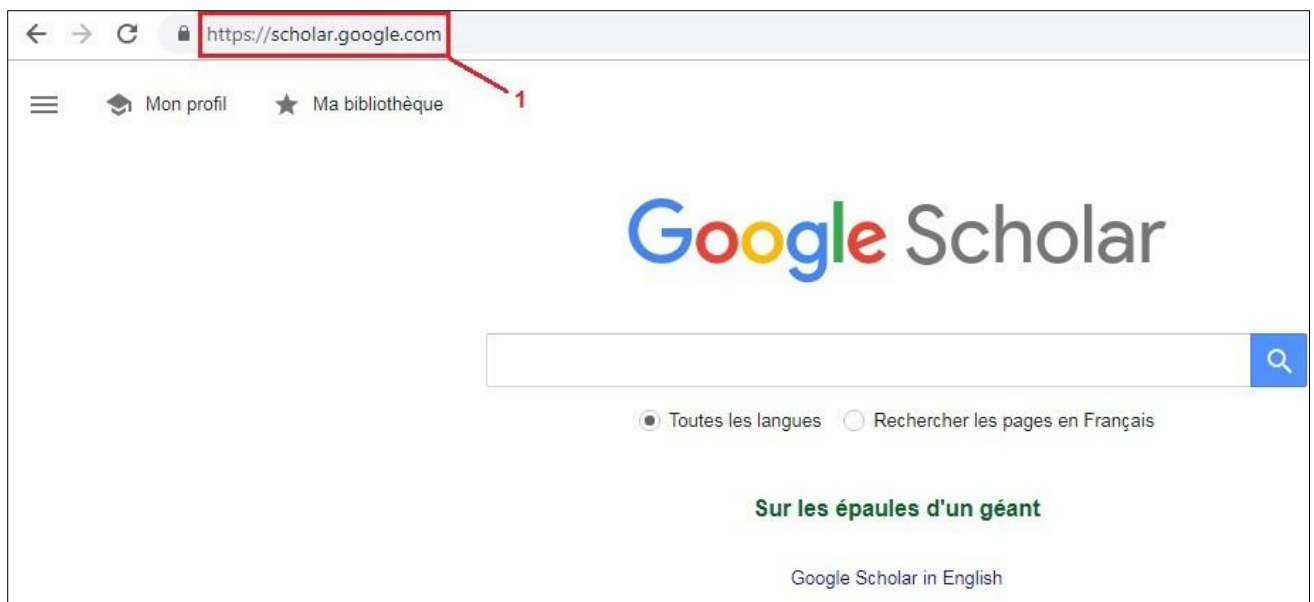 https://scholar.google.com
1
Mon profil Ma bibliothèque
Google Scholar
Toutes les langues Rechercher les pages en Français
Sur les épaules d'un géant
Google Scholar in English